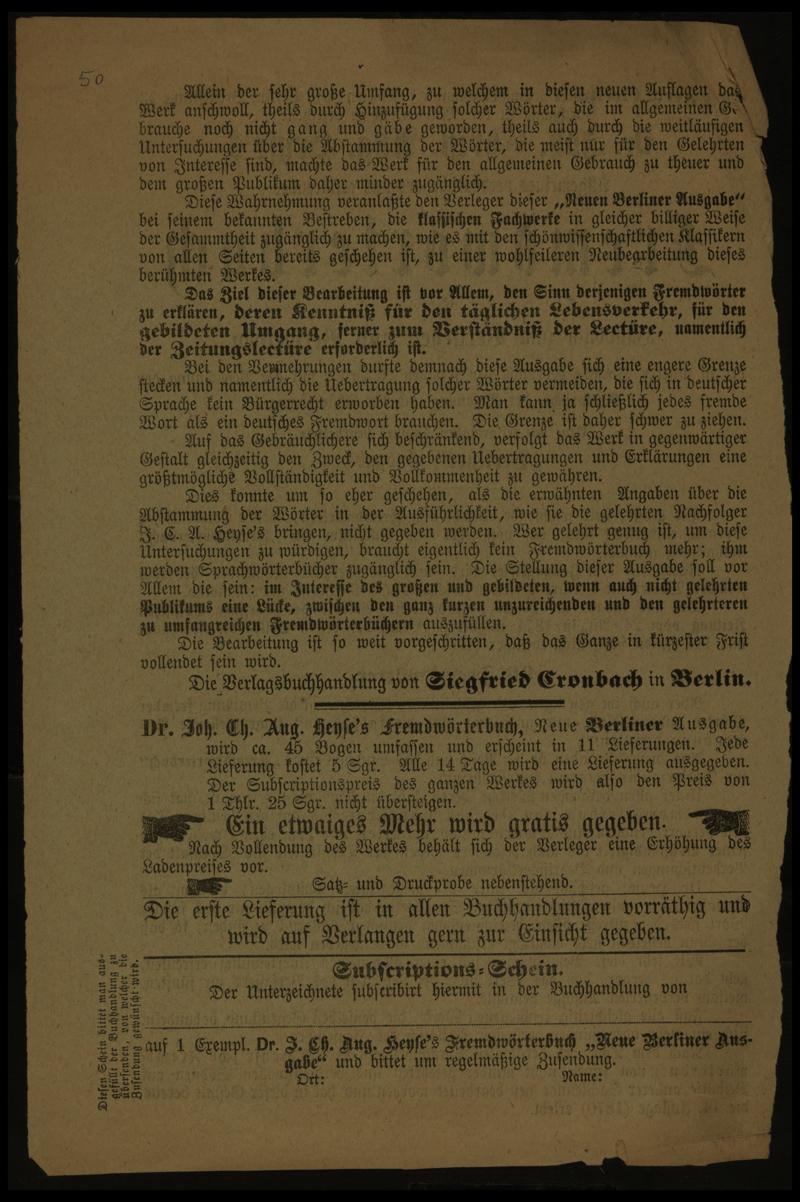 50
Allein der sehr große Umfang, zu welchem in diesen neuen Auflagen das
Werk anschwoll, theils durch Hinzufügung solcher Wörter, die im allgemeinen Ge-
brauche noch nicht gang und gäbe geworden, theils auch durch die weitläufigen
Untersuchungen über die Abstammung der Wörter, die meist nur für den Gelehrten
von Interesse sind, machte das Werk für den allgemeinen Gebrauch zu theuer und
dem großen Publikum daher minder zugänglich.
Diese Wahrnehmung veranlaßte den Verleger dieser „Neuen Berliner Ausgabe“
bei seinem bekannten Bestreben, die klassischen Fachwerke in gleicher billiger Weise
der Gesammtheit zugänglich zu machen, wie es mit den schönwissenschaftlichen Klassikern
von allen Seiten bereits geschehen ist, zu einer wohlfeileren Neubearbeitung dieses
berühmten Werkes.
Das Ziel dieser Bearbeitung ist vor Allem, den Sinn derjenigen Fremdwörter
zu erklären, deren Kenntniß für den täglichen Lebensverkehr, für den
gebildeten Umgang, ferner zum Verständniß der Lectüre, namentlich
der Zeitungslectüre erforderlich ist.
Bei den Vermehrungen durfte demnach diese Ausgabe sich eine engere Grenze
stecken und namentlich die Uebertragung solcher Wörter vermeiden, die sich in deutscher
Sprache kein Bürgerrecht erworben haben. Man kann ja schließlich jedes fremde
Wort als ein deutsches Fremdwort brauchen. Die Grenze ist daher schwer zu ziehen.
Auf das Gebräuchlichere sich beschränkend, verfolgt das Werk in gegenwärtiger
Gestalt gleichzeitig den Zweck, den gegebenen Uebertragungen und Erklärungen eine
größtmögliche Vollständigkeit und Vollkommenheit zu gewähren.
Dies konnte um so eher geschehen, als die erwähnten Angaben über die
Abstammung der Wörter in der Ausführlichkeit, wie sie die gelehrten Nachfolger
J. C. A. Heyse's bringen, nicht gegeben werden. Wer gelehrt genug ist, um diese
Untersuchungen zu würdigen, braucht eigentlich kein Fremdwörterbuch mehr; ihm
werden Sprachwörterbücher zugänglich sein. Die Stellung dieser Ausgabe soll vor
Allem die sein: im Interesse des großen und gebildeten, wenn auch nicht gelehrten
Publikums eine Lücke, zwischen den ganz kurzen unzureichenden und den gelehrteren
zu umfangreichen Fremdwörterbüchern auszufüllen.
Die Bearbeitung ist so weit vorgeschritten, daß das Ganze in kürzester Frist
vollendet sein wird.
Die Verlagsbuchhandlung von Siegfried Cronbach in Berlin.
Dr. Joh. Ch. Aug. Heyse's Fremdwörterbuch, Neue Berliner Ausgabe,
wird ca. 45 Bogen umfassen und erscheint in 11 Lieferungen. Jede
Lieferung kostet 5 Sgr. Alle 14 Tage wird eine Lieferung ausgegeben.
Der Subscriptionspreis des ganzen Werkes wird also den Preis von
1 Thlr. 25 Sgr. nicht übersteigen.
Ein etwaiges Mehr wird gratis gegeben.
Nach Vollendung des Werkes behält sich der Verleger eine Erhöhung des
Ladenpreises vor.
Satz- und Druckprobe nebenstehend.
Die erste Lieferung ist in allen Buchhandlungen vorräthig und
wird auf Verlangen gern zur Einsicht gegeben.
Diesen Schein bittet man aus-
gefüllt der Buchhandlung zu
übersenden, von welcher die
Zusendung gewünscht wird.
Subscriptions-Schein.
Der Unterzeichnete subscribirt hiermit in der Buchhandlung von
auf 1 Exempl. Dr. J. Ch. Aug. Heyse's Fremdwörterbuch „Neue Berliner Aus-
gabe“ und bittet um regelmäßige Zusendung.
Ort: Name: